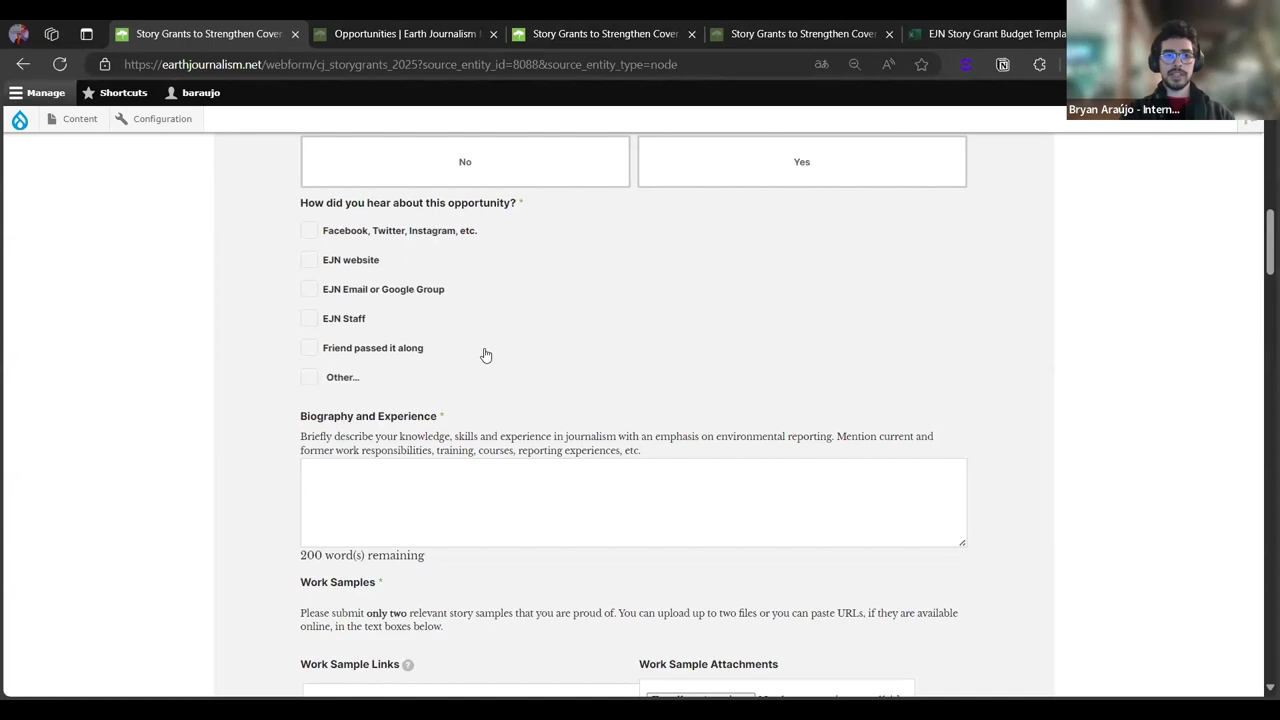 Story Grants to Strengthen Cover
Opportunities | Earth Journalism
Story Grants to Strengthen Cover
Story Grants to Strengthen Cover
EJN Story Grant Budget Templa
https://earthjournalism.net/webform/cj_storygrants_2025?source_entity_id=8088&source_entity_type=node
Bryan Araújo - Intern...
Manage
Shortcuts
baraujo
Content
Configuration
No
Yes
How did you hear about this opportunity? *
Facebook, Twitter, Instagram, etc.
EJN website
EJN Email or Google Group
EJN Staff
Friend passed it along
Other...
Biography and Experience *
Briefly describe your knowledge, skills and experience in journalism with an emphasis on environmental reporting. Mention current and
former work responsibilities, training, courses, reporting experiences, etc.
200 word(s) remaining
Work Samples *
Please submit only two relevant story samples that you are proud of. You can upload up to two files or you can paste URLs, if they are available
online, in the text boxes below.
Work Sample Links ?
Work Sample Attachments